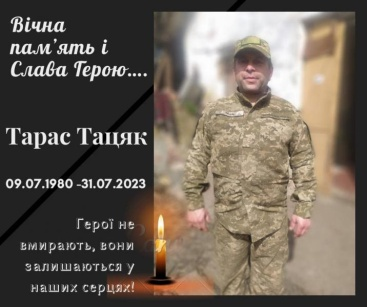 Вічна
пам’ять і
Слава Герою....
Тарас Тацяк
09.07.1980 -31.07.2023
Герої не
вмирають, вони
залишаються у
наших серцях!